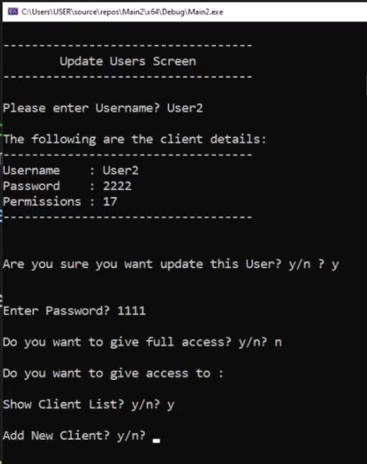 C:\Users\USER\source\repos\Main2\x64\Debug\Main2.exe
-----------------------------------
Update Users Screen
-----------------------------------
Please enter Username? User2
The following are the client details:
-----------------------------------
Username    : User2
Password    : 2222
Permissions : 17
-----------------------------------
Are you sure you want update this User? y/n ? y
Enter Password? 1111
Do you want to give full access? y/n? n
Do you want to give access to :
Show Client List? y/n? y
Add New Client? y/n?